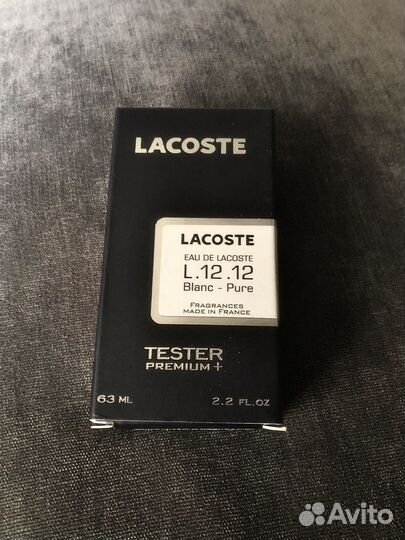 LACOSTE
LACOSTE
EAU DE LACOSTE
L.12.12
Blanc - Pure
FRAGRANCES
MADE IN FRANCE
TESTER
PREMIUM+
63 ML 2.2 FL.OZ
Avito